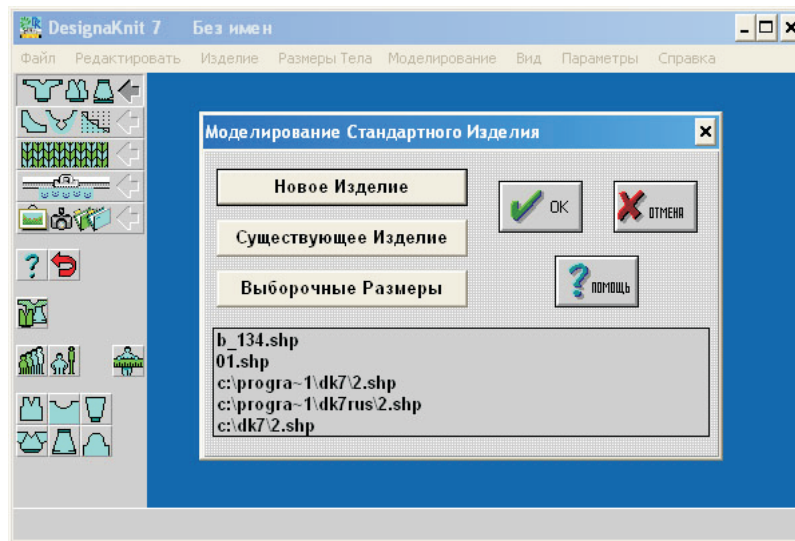 DesignaKnit 7 Без имен
Файл Редактировать Изделие Размеры Тела Моделирование Вид Параметры Справка
Моделирование Стандартного Изделия
Новое Изделие
OK
ОТМЕНА
Существующее Изделие
Выборочные Размеры
ПОМОЩЬ
b_134.shp
01.shp
c:\progra~1\dk7\2.shp
c:\progra~1\dk7rus\2.shp
c:\dk7\2.shp